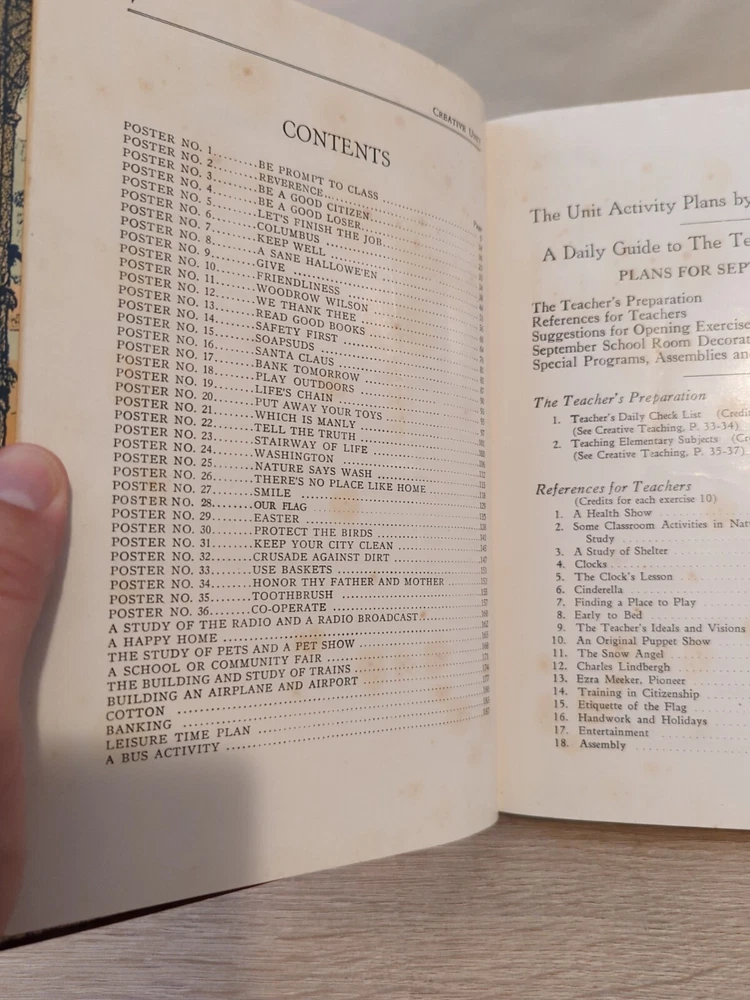 CREATIVE
CONTENTS
POSTER NO. 1 ........ BE PROMPT TO CLASS
POSTER NO. 2 ........ REVERENCE
POSTER NO. 3 ........ BE A GOOD CITIZEN
POSTER NO. 4 ........ BE A GOOD LOSER
POSTER NO. 5 ........ LET'S FINISH THE JOB
POSTER NO. 6 ........ COLUMBUS
POSTER NO. 7 ........ KEEP WELL
POSTER NO. 8 ........ A SANE HALLOWE'EN
POSTER NO. 9 ........ GIVE
POSTER NO. 10 ........ FRIENDLINESS
POSTER NO. 11 ........ WOODROW WILSON
POSTER NO. 12 ........ WE THANK THEE
POSTER NO. 13 ........ READ GOOD BOOKS
POSTER NO. 14 ........ SAFETY FIRST
POSTER NO. 15 ........ SOAPSUDS
POSTER NO. 16 ........ SANTA CLAUS
POSTER NO. 17 ........ BANK TOMORROW
POSTER NO. 18 ........ PLAY OUTDOORS
POSTER NO. 19 ........ LIFE'S CHAIN
POSTER NO. 20 ........ PUT AWAY YOUR TOYS
POSTER NO. 21 ........ WHICH IS MANLY
POSTER NO. 22 ........ TELL THE TRUTH
POSTER NO. 23 ........ STAIRWAY OF LIFE
POSTER NO. 24 ........ WASHINGTON
POSTER NO. 25 ........ NATURE SAYS WASH
POSTER NO. 26 ........ THERE'S NO PLACE LIKE HOME
POSTER NO. 27 ........ SMILE
POSTER NO. 28 ........ OUR FLAG
POSTER NO. 29 ........ EASTER
POSTER NO. 30 ........ PROTECT THE BIRDS
POSTER NO. 31 ........ KEEP YOUR CITY CLEAN
POSTER NO. 32 ........ CRUSADE AGAINST DIRT
POSTER NO. 33 ........ USE BASKETS
POSTER NO. 34 ........ HONOR THY FATHER AND MOTHER
POSTER NO. 35 ........ TOOTHBRUSH
POSTER NO. 36 ........ CO-OPERATE
A STUDY OF THE RADIO AND A RADIO BROADCAST
A HAPPY HOME
THE STUDY OF PETS AND A PET SHOW
A SCHOOL OR COMMUNITY FAIR
THE BUILDING AND STUDY OF TRAINS
BUILDING AN AIRPLANE AND AIRPORT
COTTON
BANKING
LEISURE TIME PLAN
A BUS ACTIVITY
The Unit Activity Plans by
A Daily Guide to The Te
PLANS FOR SEPT
The Teacher's Preparation
References for Teachers
Suggestions for Opening Exercise
September School Room Decorat
Special Programs, Assemblies an
The Teacher's Preparation
1. Teacher's Daily Check List (Credi
(See Creative Teaching, P. 33-34)
2. Teaching Elementary Subjects (Cr
(See Creative Teaching, P. 35-37)
References for Teachers
(Credits for each exercise 10)
1. A Health Show
2. Some Classroom Activities in Nat
Study
3. A Study of Shelter
4. Clocks
5. The Clock's Lesson
6. Cinderella
7. Finding a Place to Play
8. Early to Bed
9. The Teacher's Ideals and Visions
10. An Original Puppet Show
11. The Snow Angel
12. Charles Lindbergh
13. Ezra Meeker, Pioneer
14. Training in Citizenship
15. Etiquette of the Flag
16. Handwork and Holidays
17. Entertainment
18. Assembly